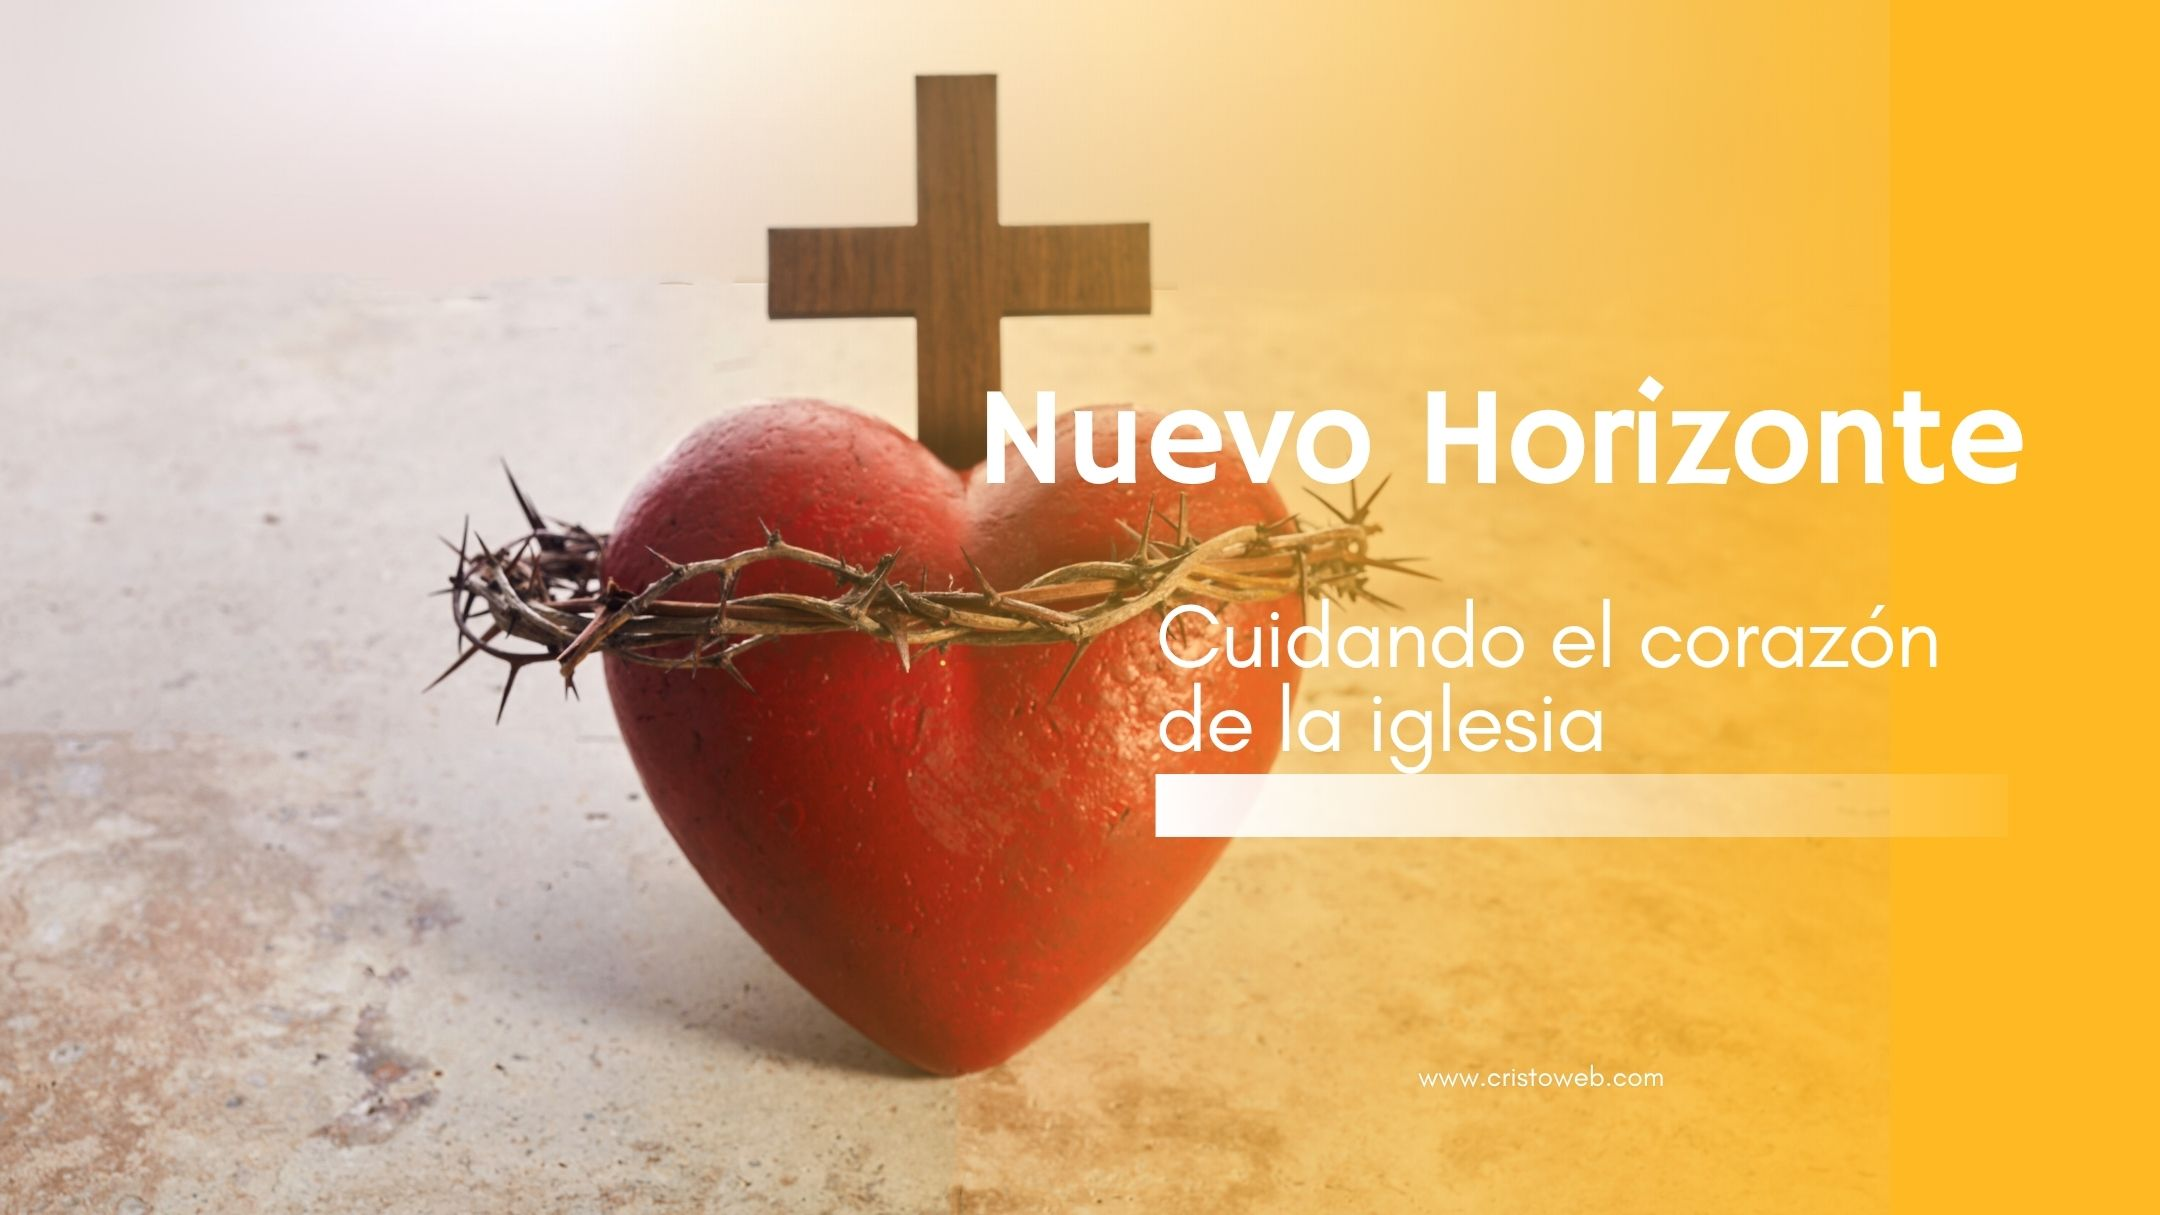 Nuevo Horizonte
Cuidando el corazón
de la iglesia
www.cristoweb.com